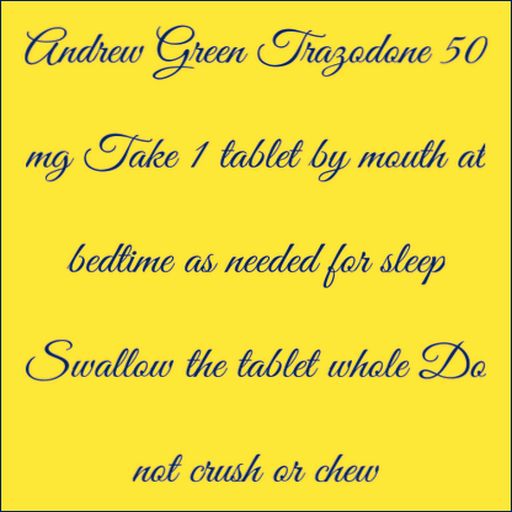 Andrew Green Trazodone 50
mg Take 1 tablet by mouth at
bedtime as needed for sleep
Swallow the tablet whole Do
not crush or chew